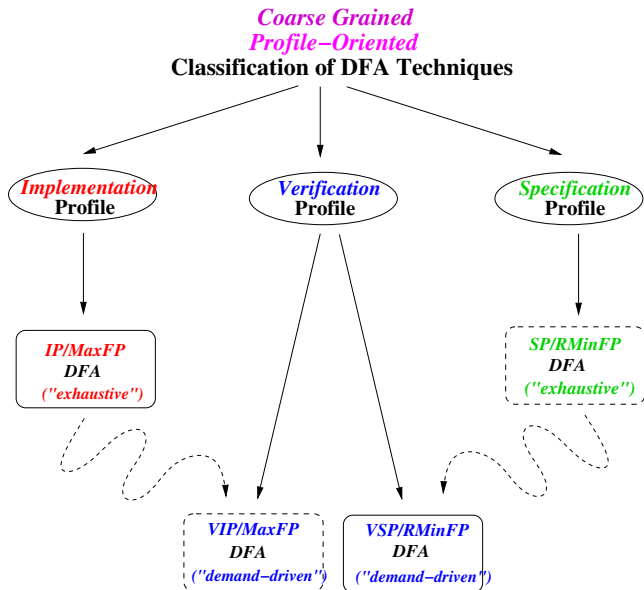 Coarse Grained
Profile−Oriented
Classification of DFA Techniques
Implementation
Profile
Verification
Profile
Specification
Profile
IP/MaxFP
DFA
("exhaustive")
SP/RMinFP
DFA
("exhaustive")
VIP/MaxFP
DFA
("demand−driven")
VSP/RMinFP
DFA
("demand−driven")